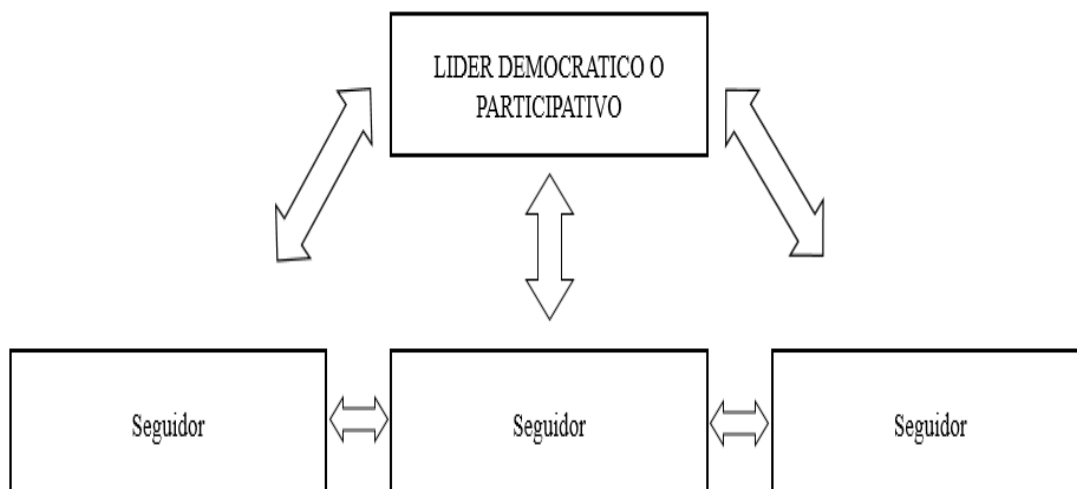 LIDER DEMOCRATICO O
PARTICIPATIVO
Seguidor
Seguidor
Seguidor